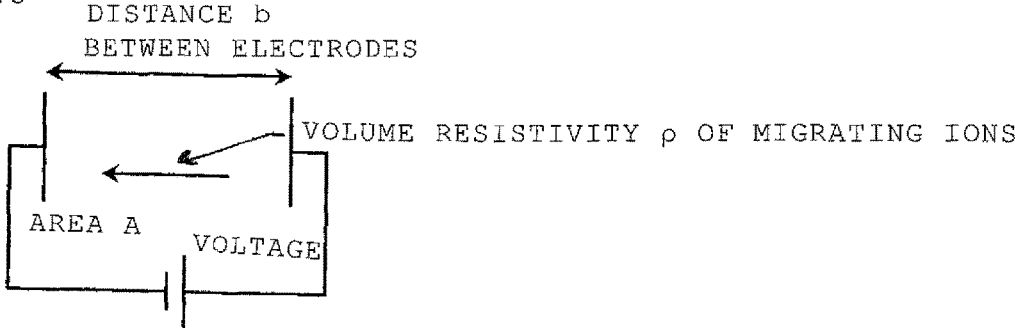 DISTANCE b
BETWEEN ELECTRODES
VOLUME RESISTIVITY ρ OF MIGRATING IONS
AREA A
VOLTAGE